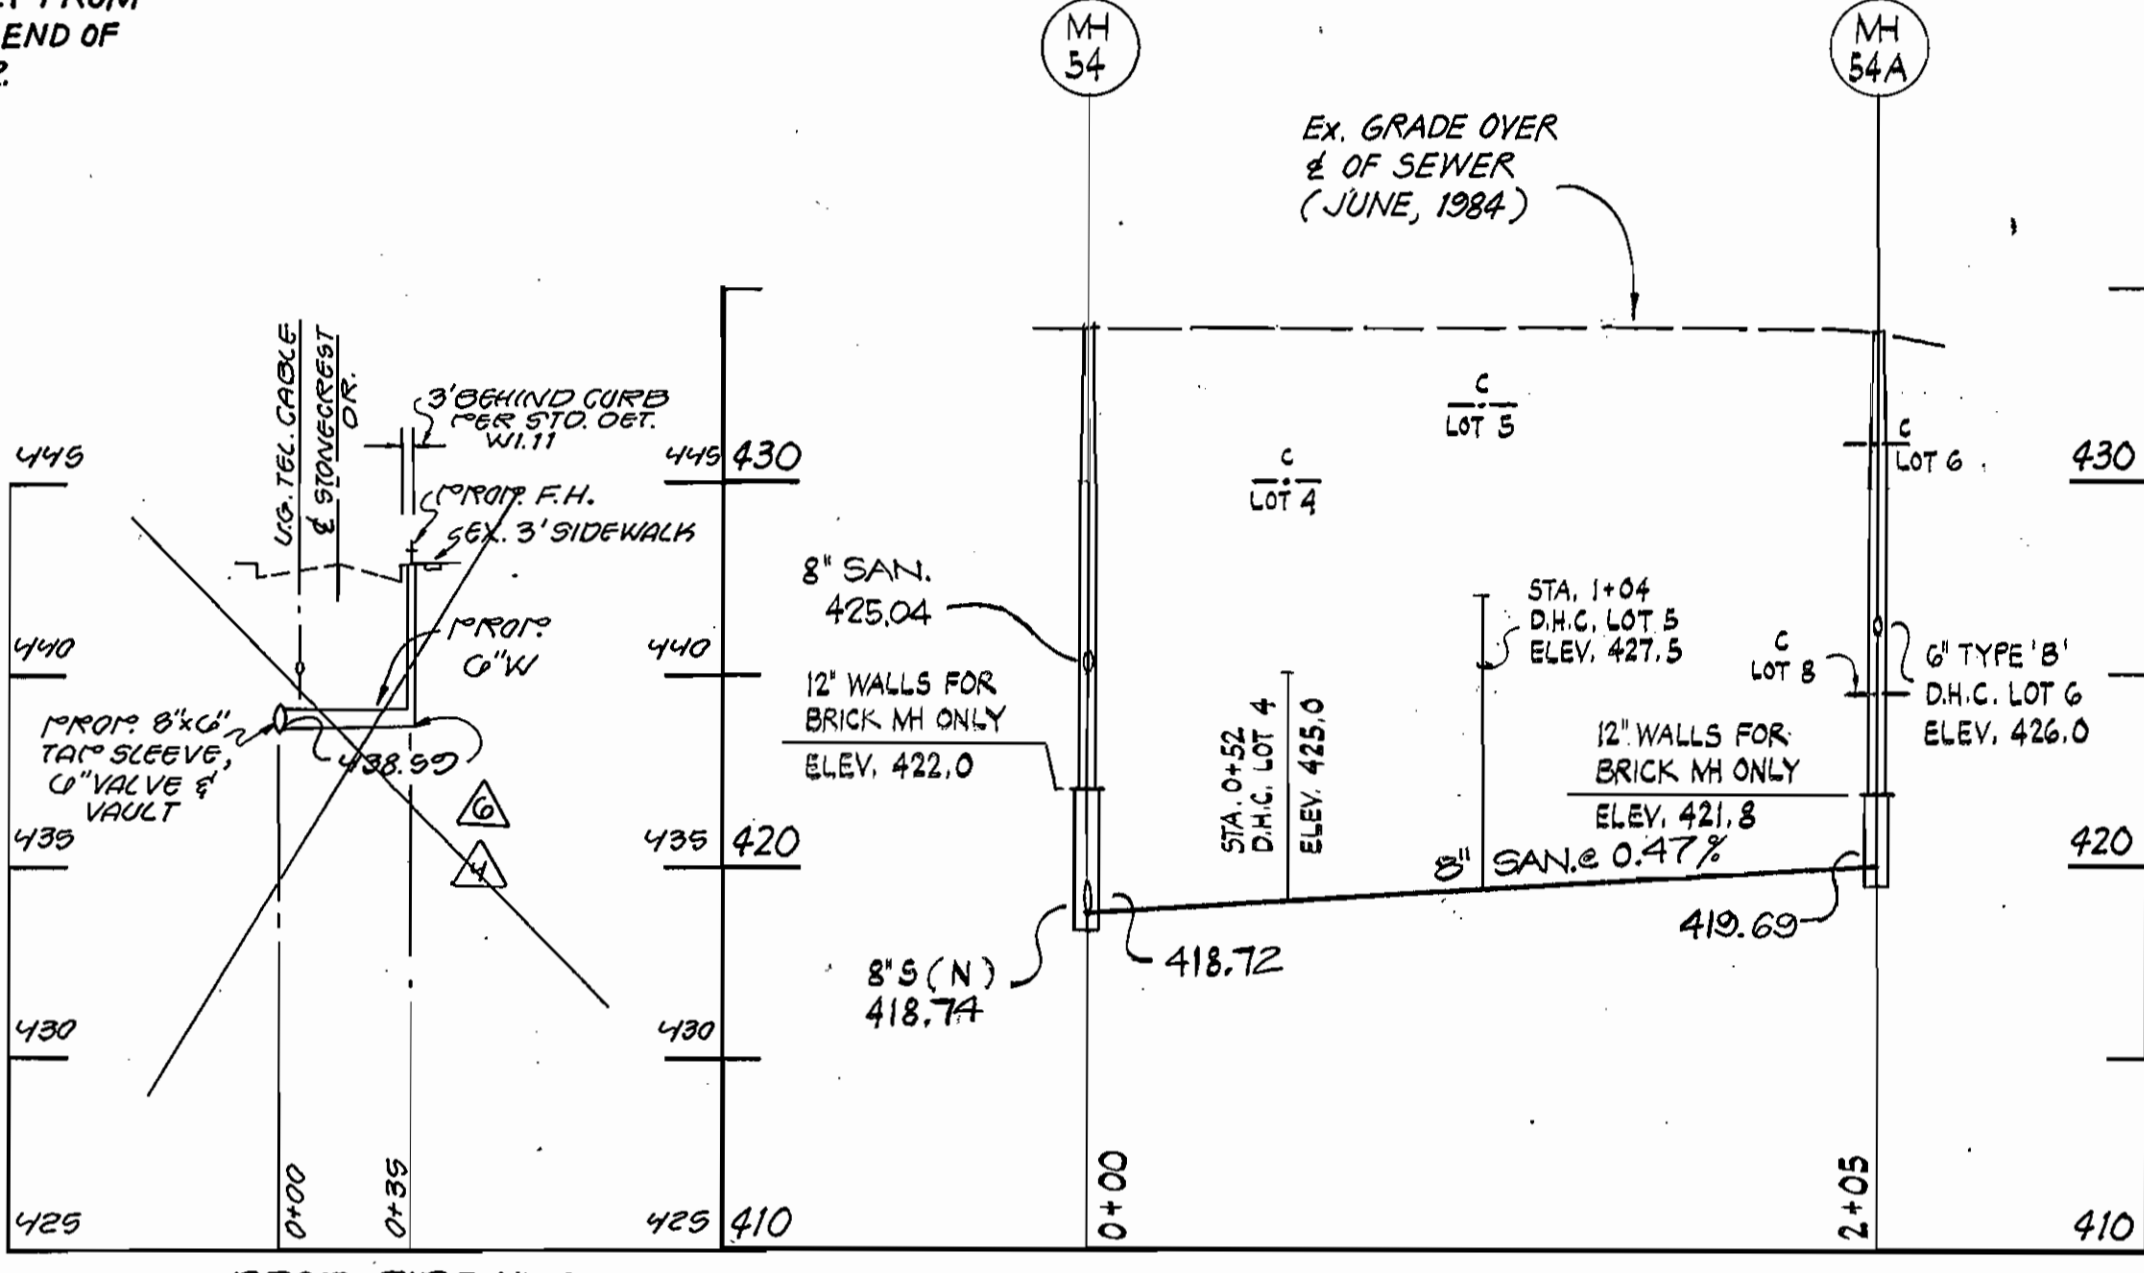 END OF
MH
54
MH
54A
Ex. GRADE OVER
℄ OF SEWER
(JUNE, 1984)
U.G. TEL. CABLE
℄ STONECREST
DR.
3' BEHIND CURB
PER STD. DET.
W1.11
PROP. F.H.
EX. 3' SIDEWALK
PROP.
6"W
PROP. 8"x6"
TAP SLEEVE,
6" VALVE &
VAULT
438.59
6
4
445
440
435
430
425
0+00
0+35
445
440
435
430
425
430
420
410
8" SAN.
425.04
12" WALLS FOR
BRICK MH ONLY
ELEV. 422.0
8"S (N)
418.74
418.72
C
LOT 4
C
LOT 5
STA. 0+52
D.H.C. LOT 4
ELEV. 425.0
STA. 1+04
D.H.C. LOT 5
ELEV. 427.5
8" SAN.@ 0.47%
C
LOT 8
12" WALLS FOR
BRICK MH ONLY
ELEV. 421.8
419.69
C
LOT 6
6" TYPE 'B'
D.H.C. LOT 6
ELEV. 426.0
0+00
2+05
430
420
410